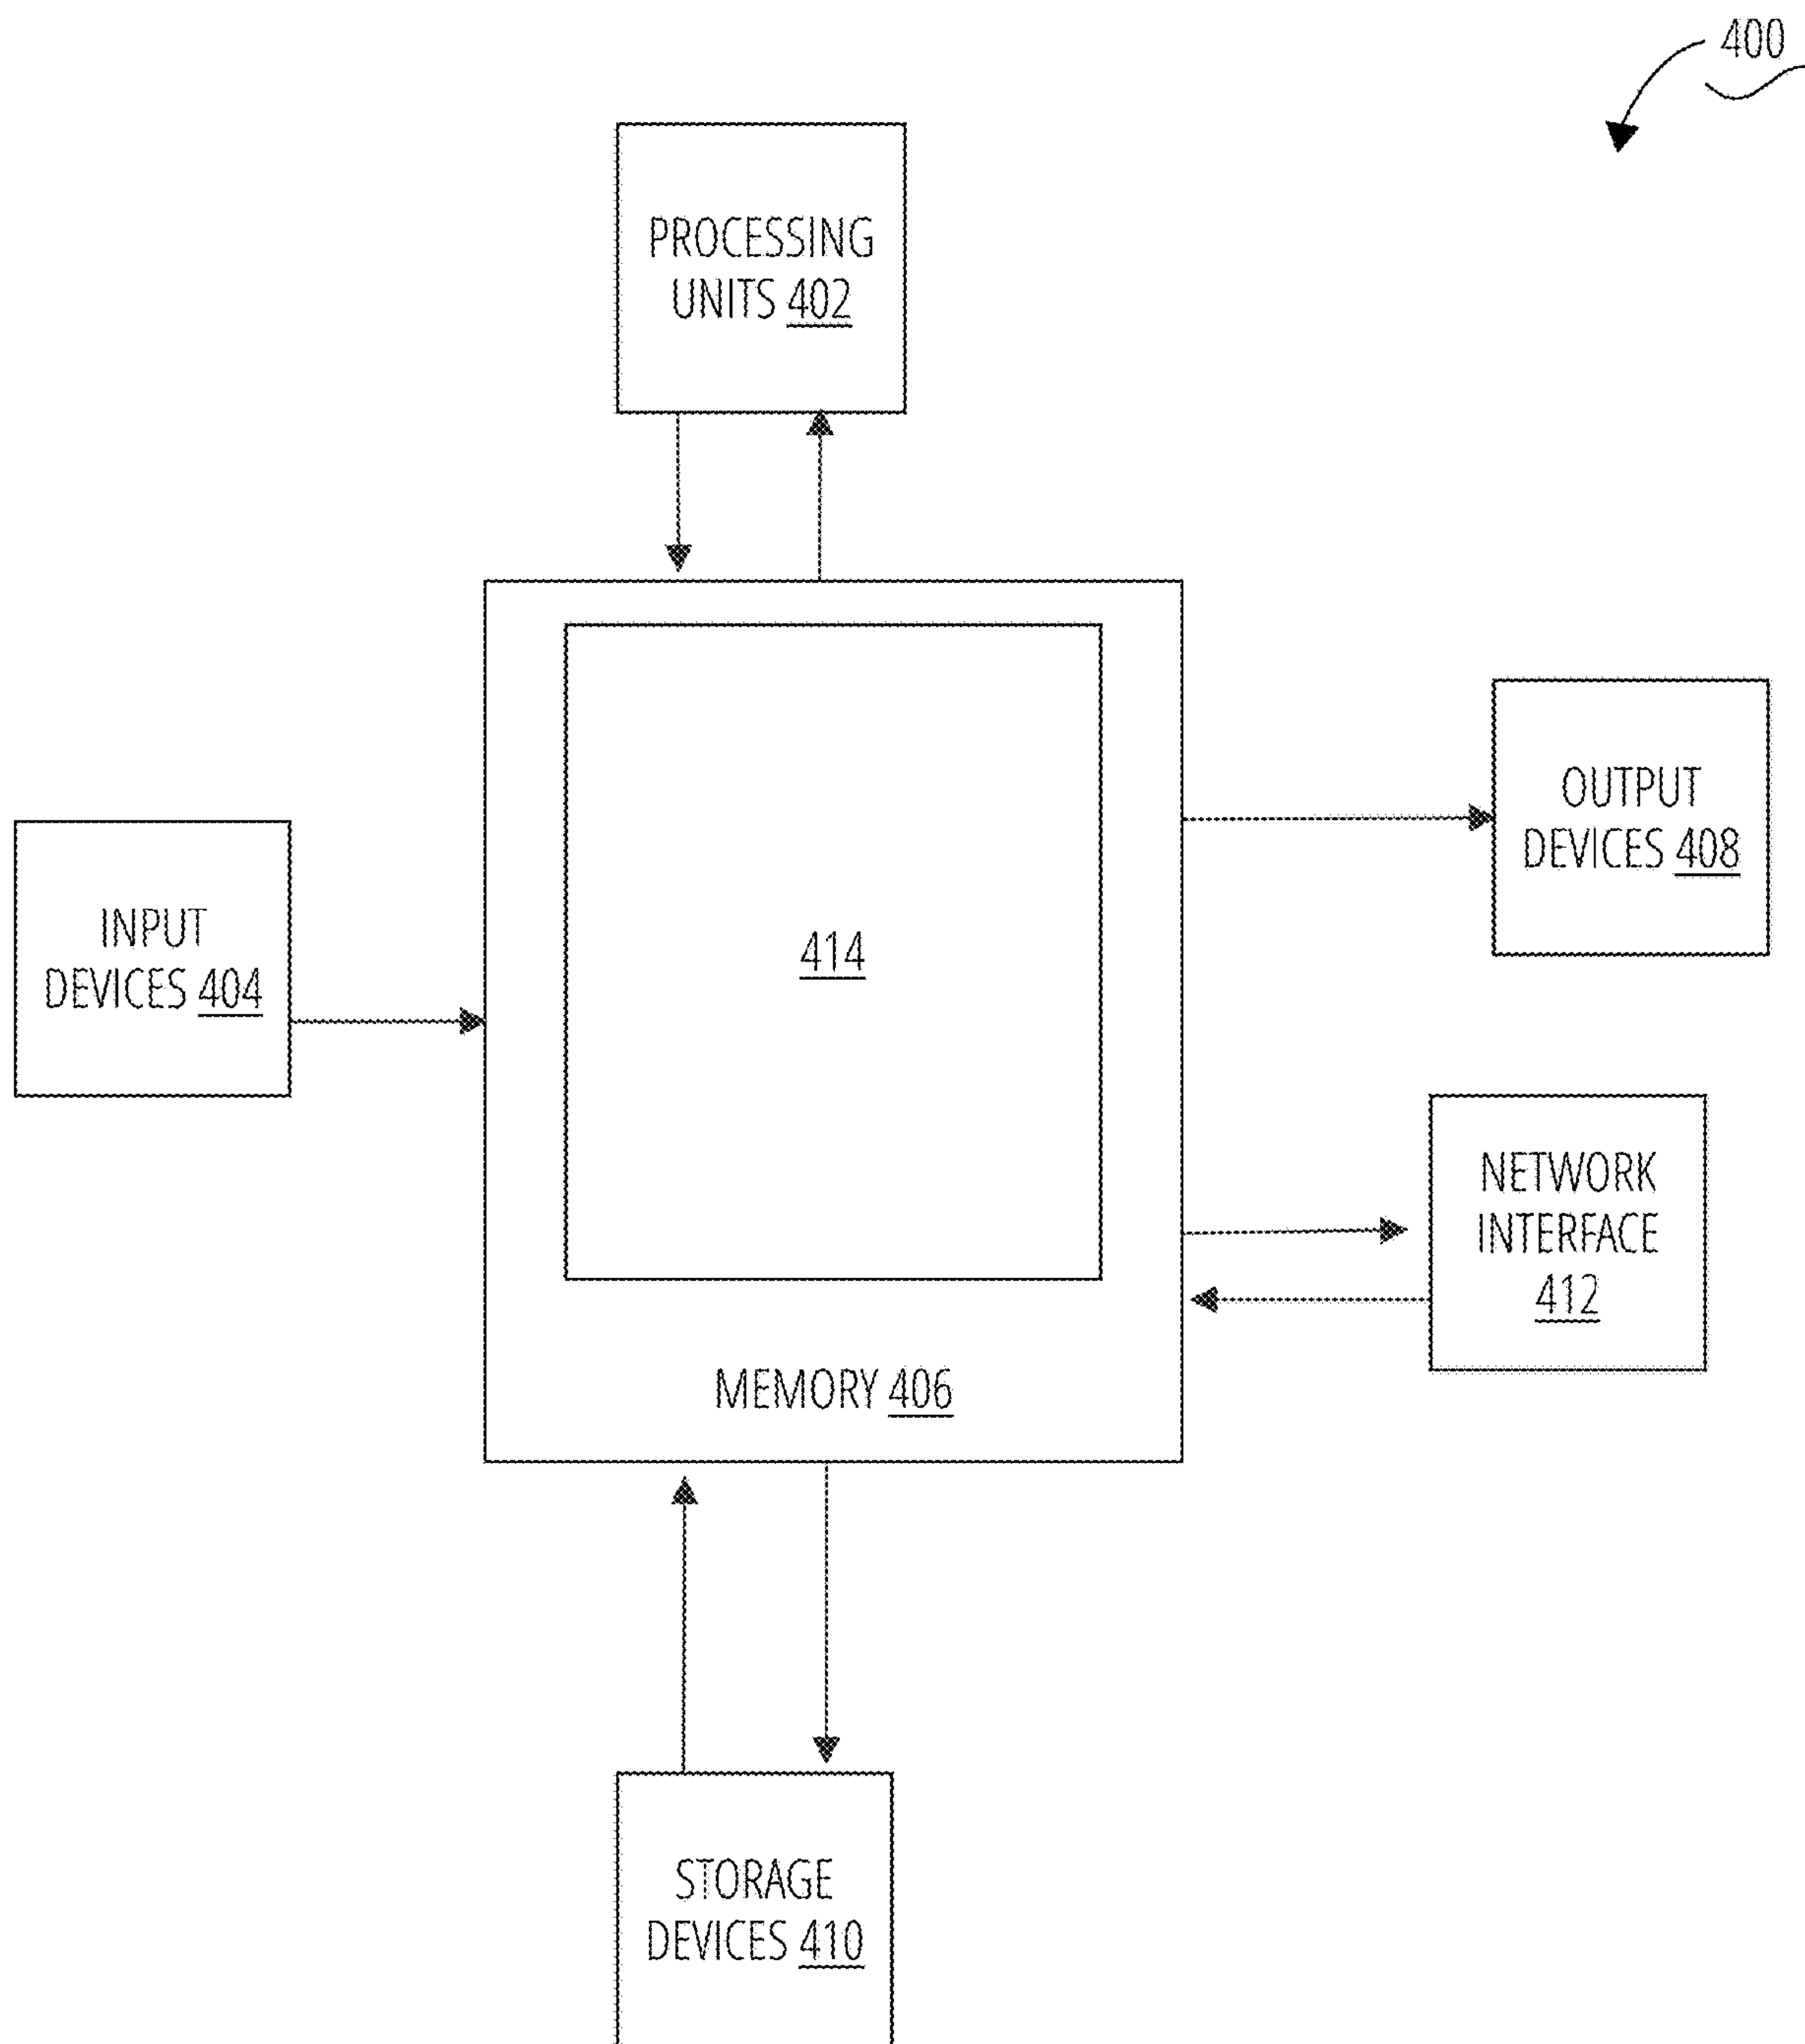 400
PROCESSING
UNITS 402
OUTPUT
DEVICES 408
INPUT
DEVICES 404
414
NETWORK
INTERFACE
412
MEMORY 406
STORAGE
DEVICES 410